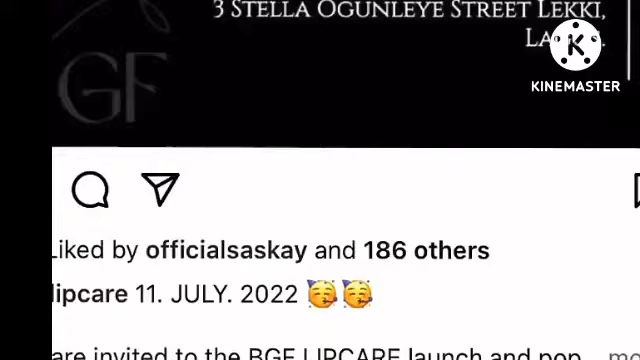 3 STELLA OGUNLEYE STREET LEKKI,
KINEMASTER
GF
Liked by officialsaskay and 186 others
lipcare 11. JULY. 2022 🥳🥳
are invited to the BGF LIPCARE launch and pop